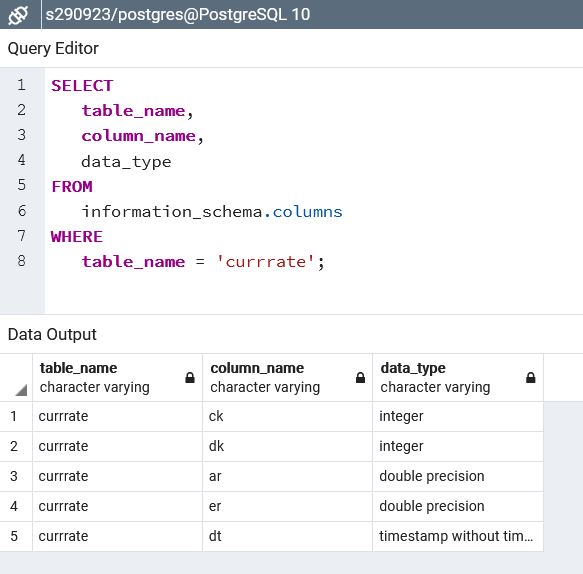 s290923/postgres@PostgreSQL 10
Query Editor
1 SELECT
2 table_name,
3 column_name,
4 data_type
5 FROM
6 information_schema.columns
7 WHERE
8 table_name = 'currrate';
Data Output
table_name column_name data_type
character varying character varying character varying
1 currrate ck integer
2 currrate dk integer
3 currrate ar double precision
4 currrate er double precision
5 currrate dt timestamp without tim...